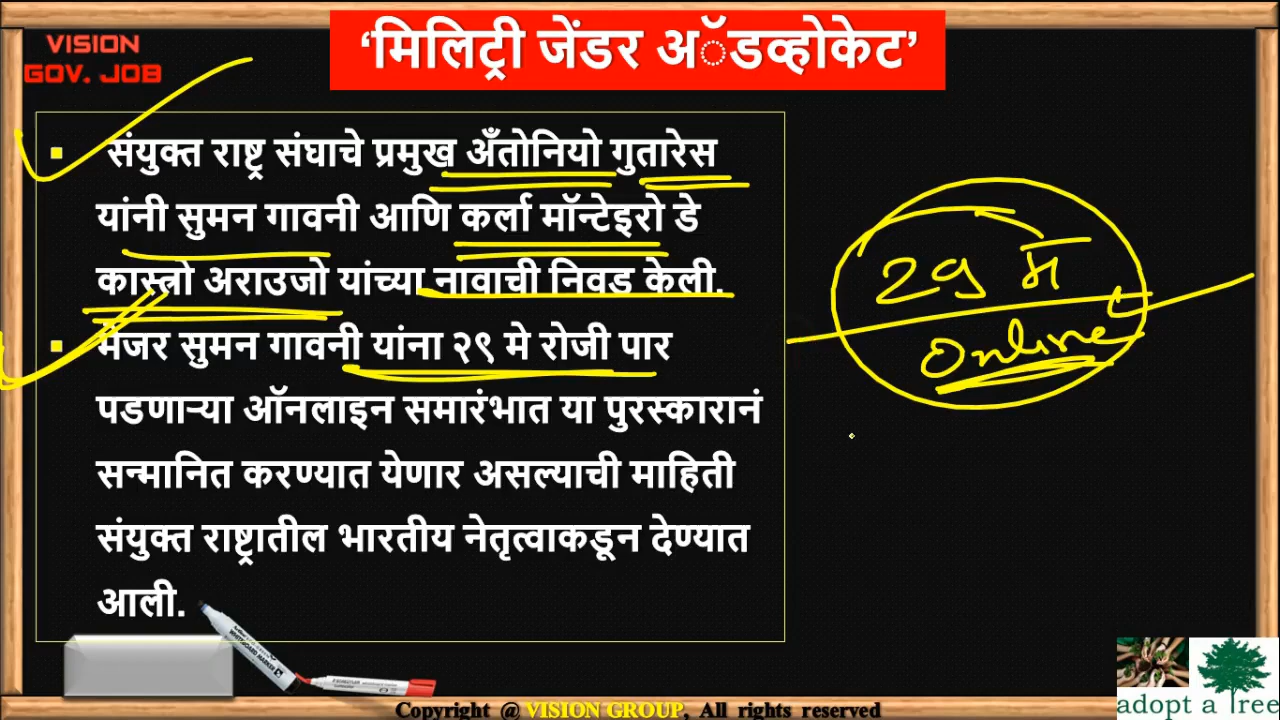 VISION
GOV. JOB
‘मिलिट्री जेंडर अॅडव्होकेट’
▪ संयुक्त राष्ट्र संघाचे प्रमुख अँतोनियो गुतारेस
यांनी सुमन गावनी आणि कर्ला मॉन्टेइरो डे
कास्त्रो अराउजो यांच्या नावाची निवड केली.
▪ मेजर सुमन गावनी यांना २९ मे रोजी पार
पडणाऱ्या ऑनलाइन समारंभात या पुरस्कारानं
सन्मानित करण्यात येणार असल्याची माहिती
संयुक्त राष्ट्रातील भारतीय नेतृत्वाकडून देण्यात
आली.
29 मे
online
adopt a Tree
Copyright @ VISION GROUP, All rights reserved